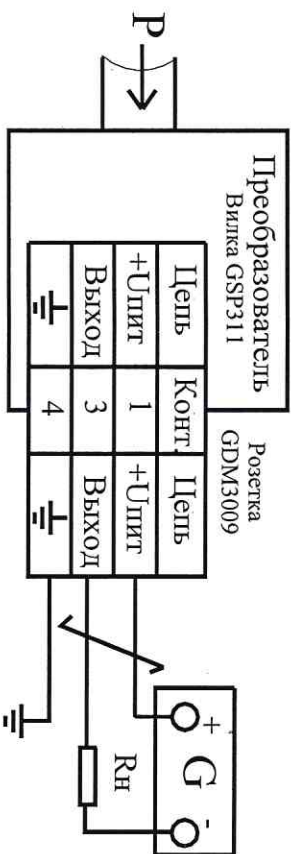 P
Преобразователь
Вилка GSP311
Розетка
GDM3009
Цепь Конт. Цепь
+Uпит 1 +Uпит
Выход 3 Выход
4
+ G -
Rн